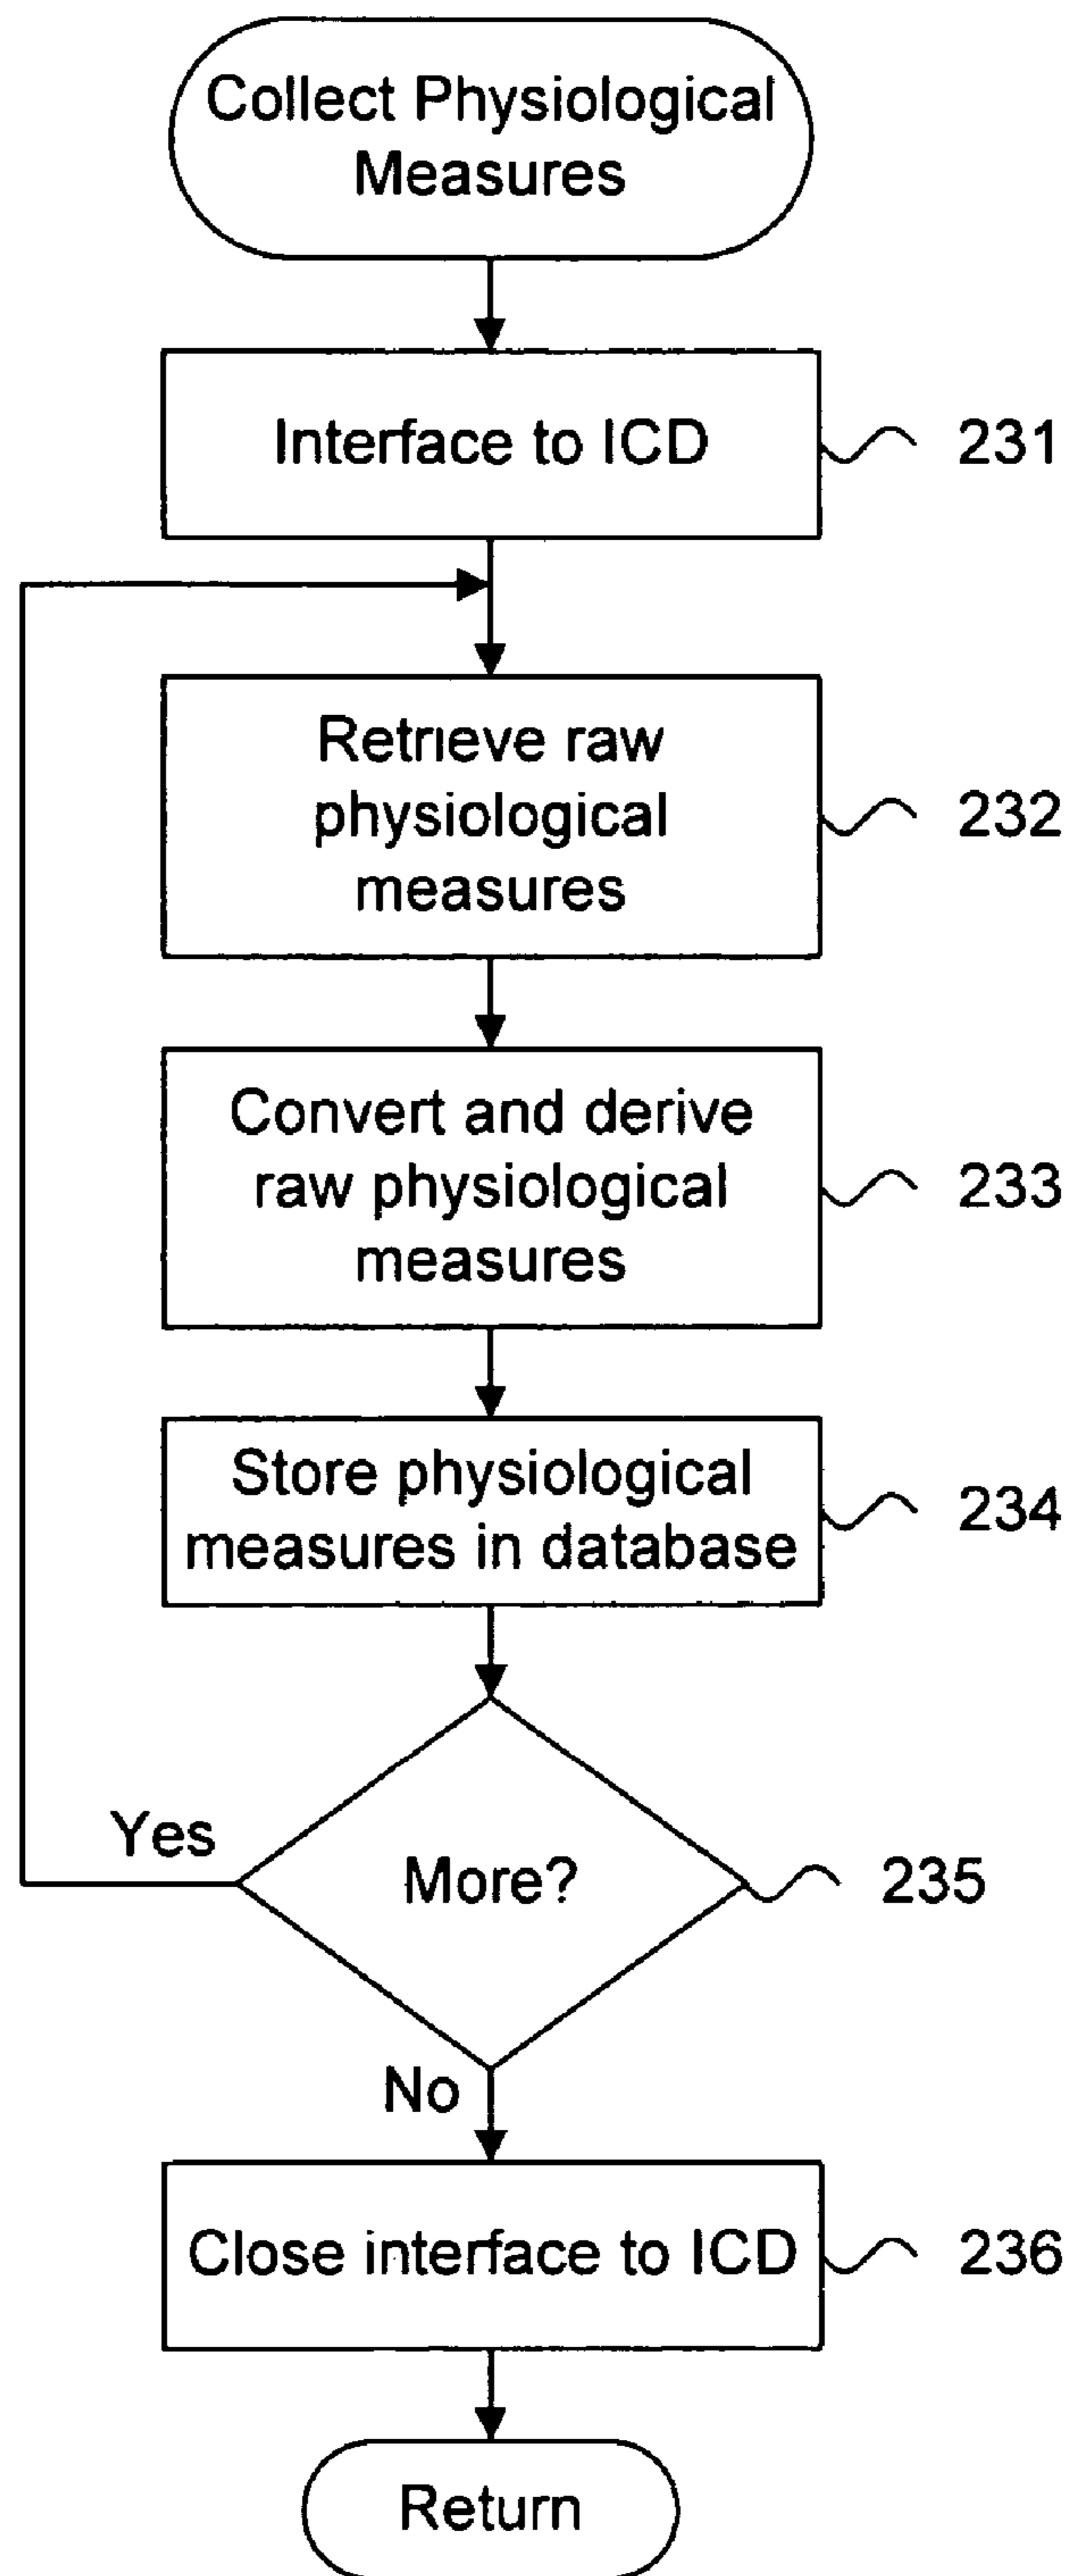 Collect Physiological
Measures
Interface to ICD
231
Retrieve raw
physiological
measures
232
Convert and derive
raw physiological
measures
233
Store physiological
measures in database
234
Yes
More?
235
No
Close interface to ICD
236
Return